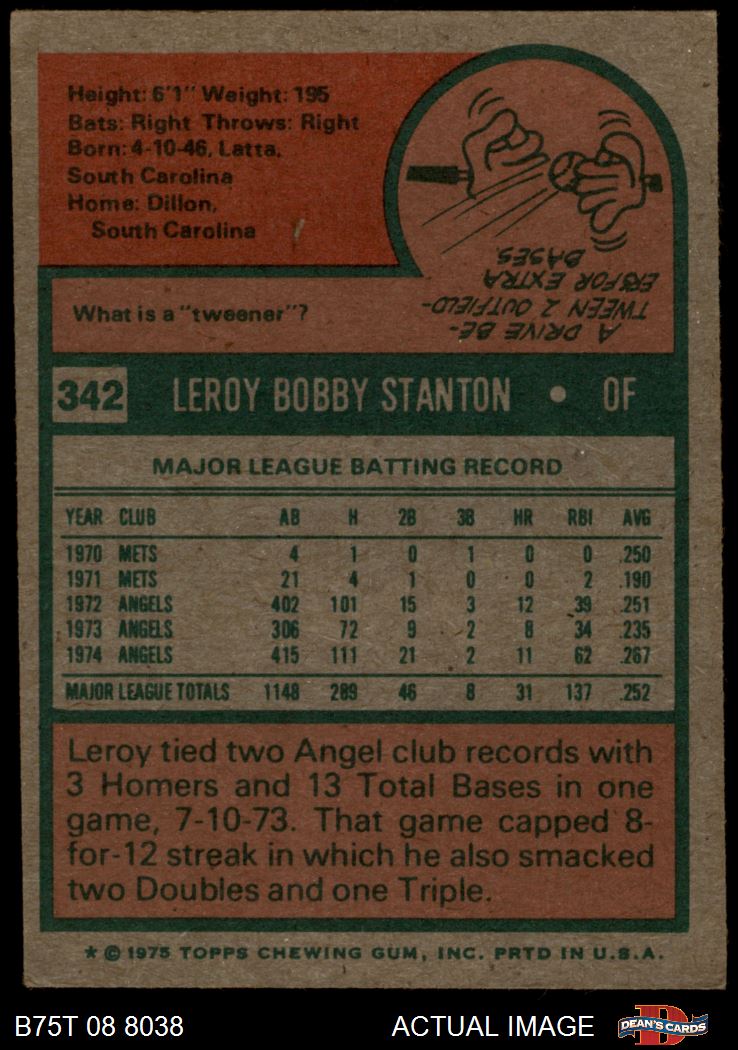 Height: 6'1" Weight: 195
Bats: Right Throws: Right
Born: 4-10-46, Latta,
South Carolina
Home: Dillon,
South Carolina
What is a "tweener"?
A DRIVE BE-
TWEEN 2 OUTFIELD-
ERS FOR EXTRA
BASES.
342 LEROY BOBBY STANTON • OF
MAJOR LEAGUE BATTING RECORD
YEAR CLUB AB H 2B 3B HR RBI AVG
1970 METS 4 1 0 1 0 0 .250
1971 METS 21 4 1 0 0 2 .190
1972 ANGELS 402 101 15 3 12 39 .251
1973 ANGELS 306 72 9 2 8 34 .235
1974 ANGELS 415 111 21 2 11 62 .267
MAJOR LEAGUE TOTALS 1148 289 46 8 31 137 .252
Leroy tied two Angel club records with
3 Homers and 13 Total Bases in one
game, 7-10-73. That game capped 8-
for-12 streak in which he also smacked
two Doubles and one Triple.
* © 1975 TOPPS CHEWING GUM, INC. PRTD IN U.S.A.
B75T 08 8038 ACTUAL IMAGE DEAN'S CARDS